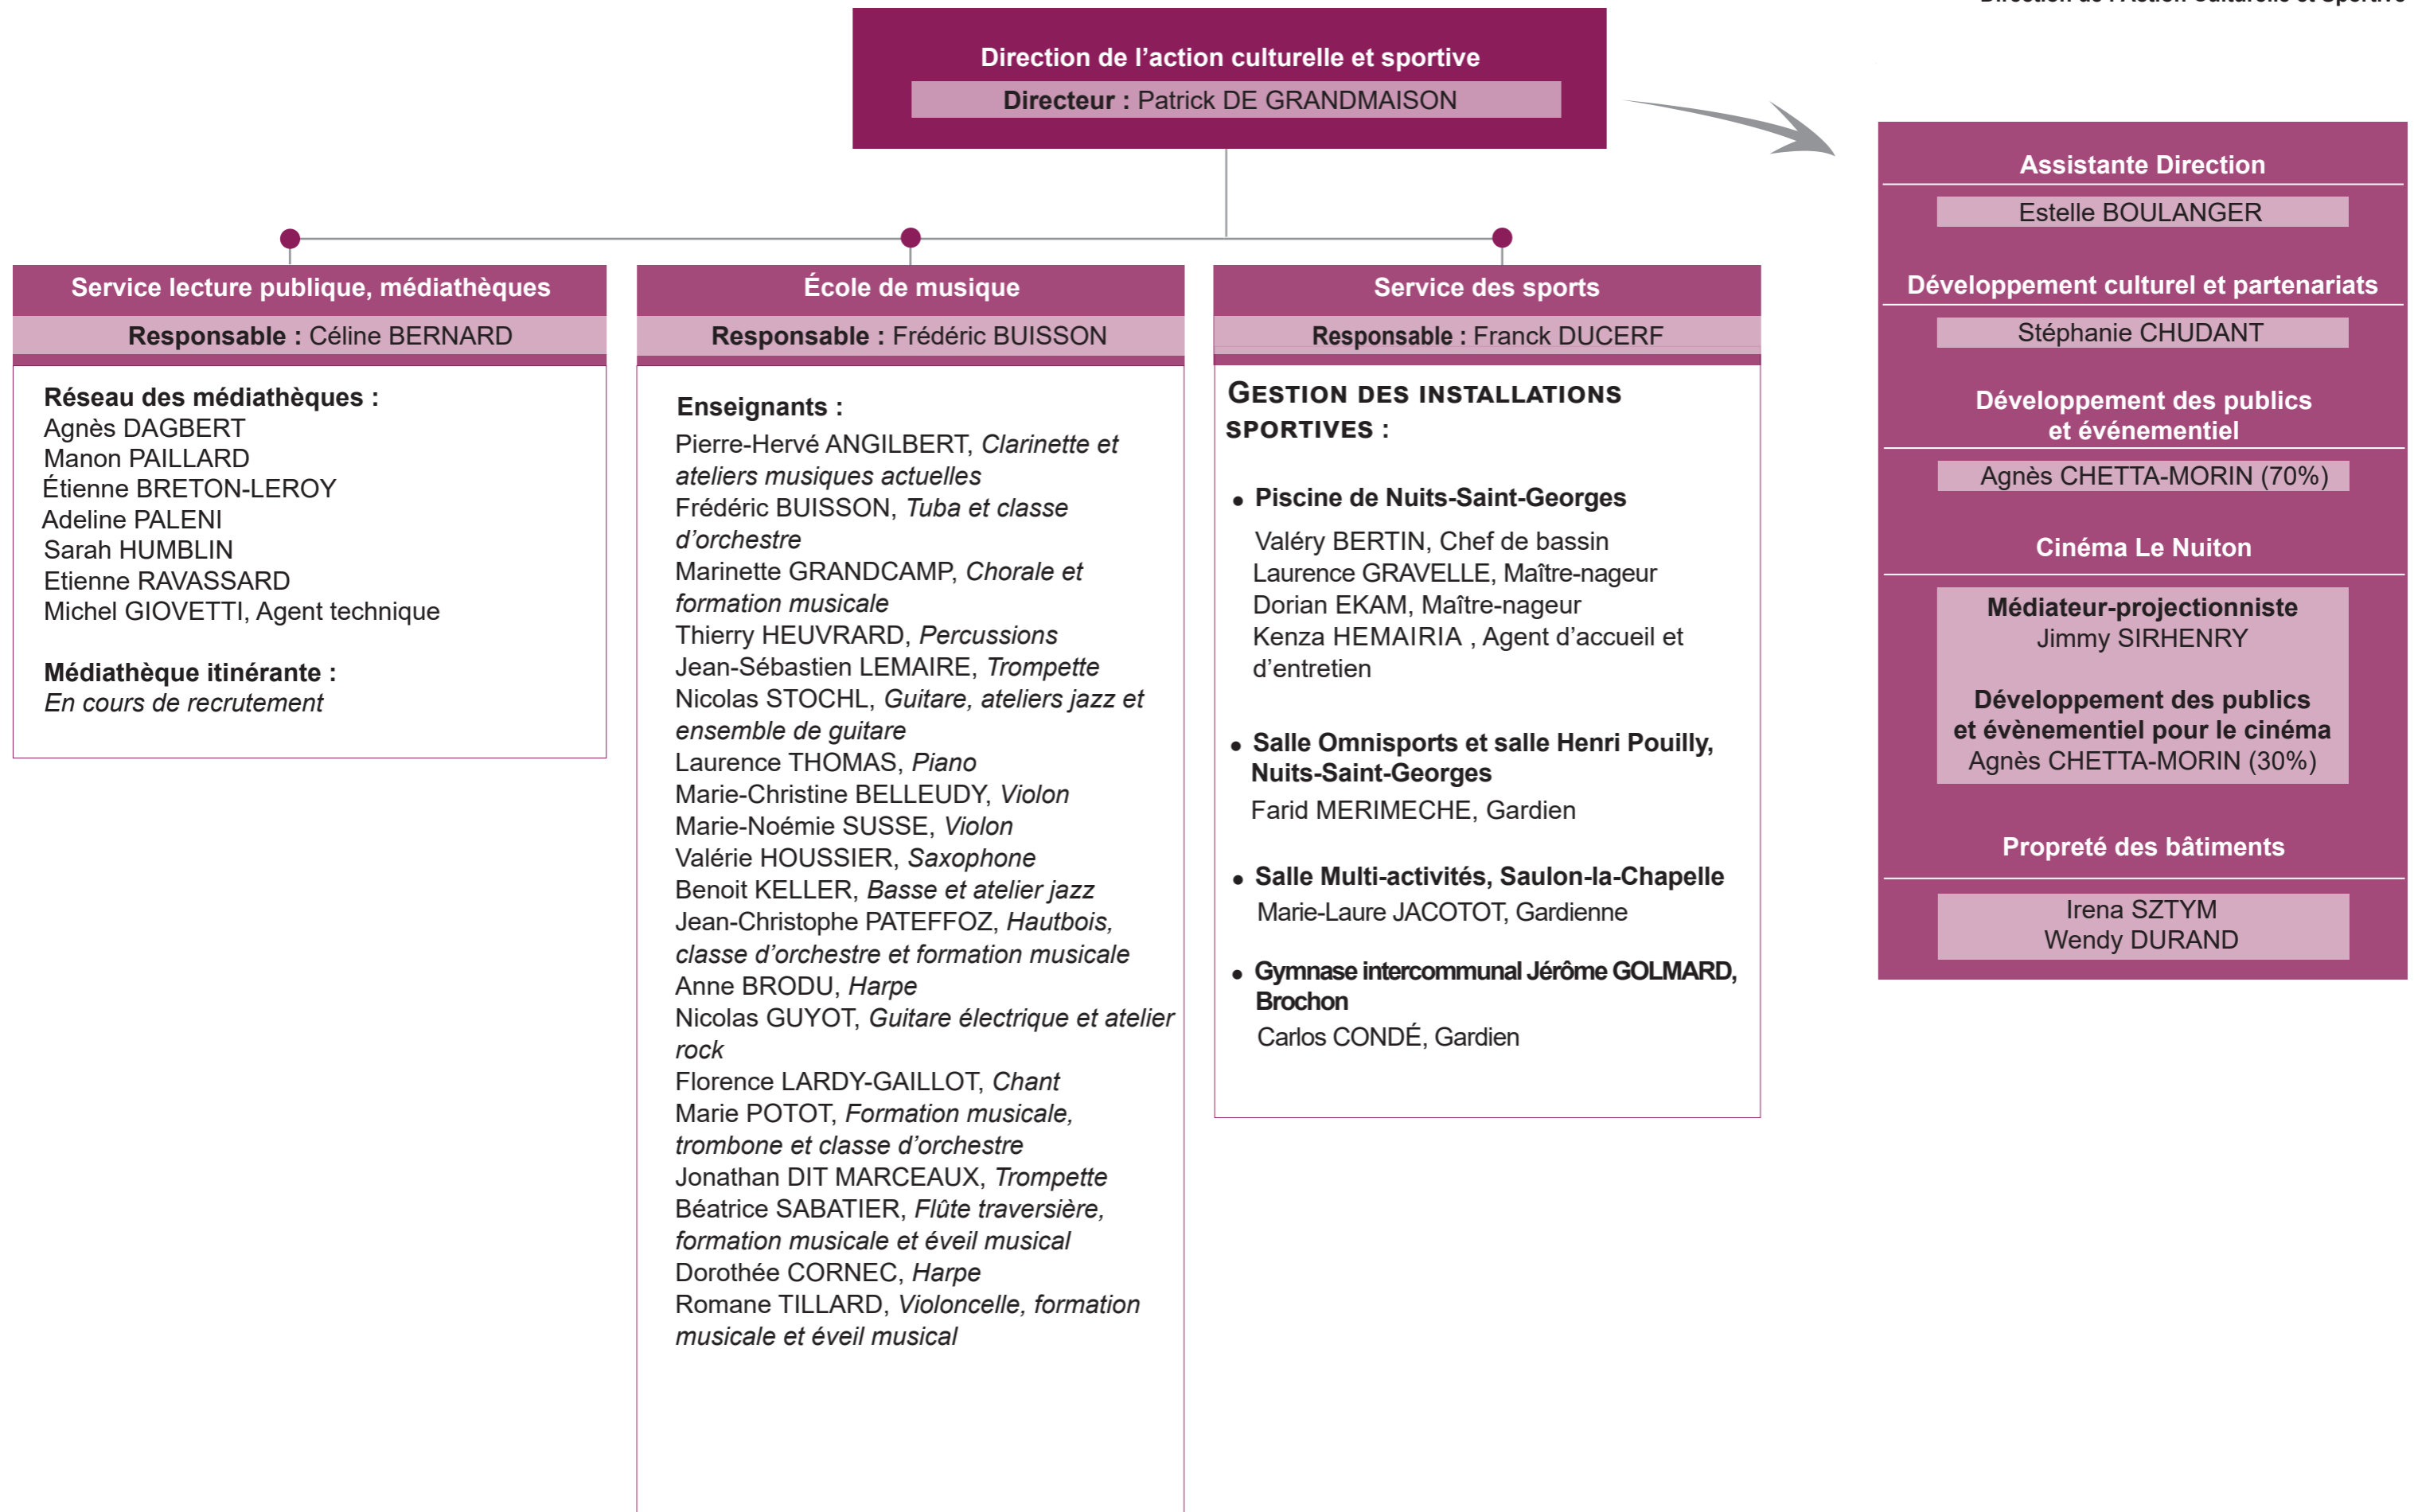 Direction de l'Action Culturelle et Sportive
Direction de l’action culturelle et sportive
Directeur : Patrick DE GRANDMAISON
Service lecture publique, médiathèques
Responsable : Céline BERNARD
Réseau des médiathèques :
Agnès DAGBERT
Manon PAILLARD
Étienne BRETON-LEROY
Adeline PALENI
Sarah HUMBLIN
Etienne RAVASSARD
Michel GIOVETTI, Agent technique
Médiathèque itinérante :
En cours de recrutement
École de musique
Responsable : Frédéric BUISSON
Enseignants :
Pierre-Hervé ANGILBERT, Clarinette et
ateliers musiques actuelles
Frédéric BUISSON, Tuba et classe
d’orchestre
Marinette GRANDCAMP, Chorale et
formation musicale
Thierry HEUVRARD, Percussions
Jean-Sébastien LEMAIRE, Trompette
Nicolas STOCHL, Guitare, ateliers jazz et
ensemble de guitare
Laurence THOMAS, Piano
Marie-Christine BELLEUDY, Violon
Marie-Noémie SUSSE, Violon
Valérie HOUSSIER, Saxophone
Benoit KELLER, Basse et atelier jazz
Jean-Christophe PATEFFOZ, Hautbois,
classe d’orchestre et formation musicale
Anne BRODU, Harpe
Nicolas GUYOT, Guitare électrique et atelier
rock
Florence LARDY-GAILLOT, Chant
Marie POTOT, Formation musicale,
trombone et classe d’orchestre
Jonathan DIT MARCEAUX, Trompette
Béatrice SABATIER, Flûte traversière,
formation musicale et éveil musical
Dorothée CORNEC, Harpe
Romane TILLARD, Violoncelle, formation
musicale et éveil musical
Service des sports
Responsable : Franck DUCERF
GESTION DES INSTALLATIONS
SPORTIVES :
• Piscine de Nuits-Saint-Georges
Valéry BERTIN, Chef de bassin
Laurence GRAVELLE, Maître-nageur
Dorian EKAM, Maître-nageur
Kenza HEMAIRIA , Agent d’accueil et
d’entretien
• Salle Omnisports et salle Henri Pouilly,
Nuits-Saint-Georges
Farid MERIMECHE, Gardien
• Salle Multi-activités, Saulon-la-Chapelle
Marie-Laure JACOTOT, Gardienne
• Gymnase intercommunal Jérôme GOLMARD,
Brochon
Carlos CONDÉ, Gardien
Assistante Direction
Estelle BOULANGER
Développement culturel et partenariats
Stéphanie CHUDANT
Développement des publics
et événementiel
Agnès CHETTA-MORIN (70%)
Cinéma Le Nuiton
Médiateur-projectionniste
Jimmy SIRHENRY
Développement des publics
et évènementiel pour le cinéma
Agnès CHETTA-MORIN (30%)
Propreté des bâtiments
Irena SZTYM
Wendy DURAND